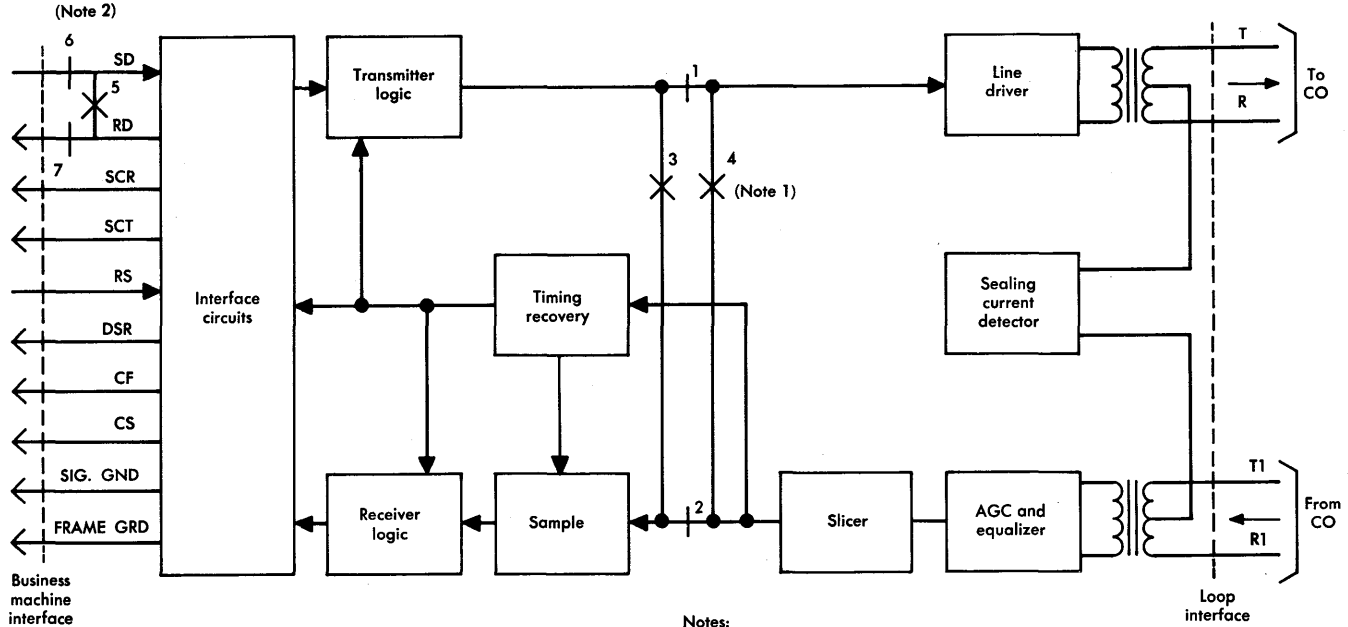 (Note 2)
6
SD
5
RD
7
SCR
SCT
RS
DSR
CF
CS
SIG. GND
FRAME GRD
Business
machine
interface
Interface
circuits
Transmitter
logic
1
3
4
(Note 1)
Timing
recovery
Receiver
logic
Sample
2
Slicer
AGC and
equalizer
Line
driver
Sealing
current
detector
T
R
To
CO
T1
R1
From
CO
Loop
interface
Notes: